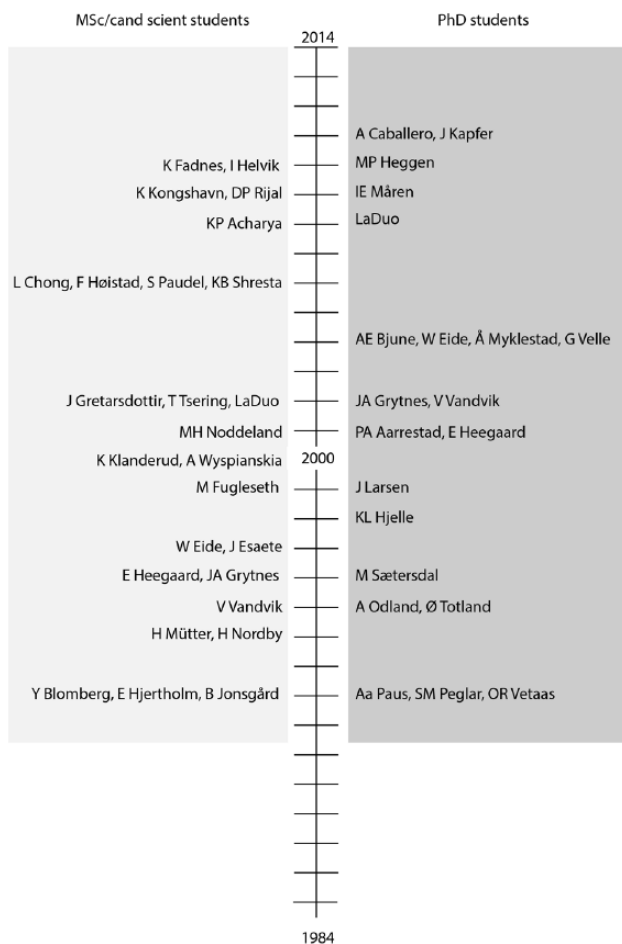 MSc/cand scient students
PhD students
2014
A Caballero, J Kapfer
K Fadnes, I Helvik
MP Heggen
K Kongshavn, DP Rijal
IE Måren
KP Acharya
LaDuo
L Chong, F Høistad, S Paudel, KB Shresta
AE Bjune, W Eide, Å Myklestad, G Velle
J Gretarsdottir, T Tsering, LaDuo
JA Grytnes, V Vandvik
MH Noddeland
PA Aarrestad, E Heegaard
K Klanderud, A Wyspianskia
2000
M Fugleseth
J Larsen
KL Hjelle
W Eide, J Esaete
E Heegaard, JA Grytnes
M Sætersdal
V Vandvik
A Odland, Ø Totland
H Mütter, H Nordby
Y Blomberg, E Hjertholm, B Jonsgård
Aa Paus, SM Peglar, OR Vetaas
1984